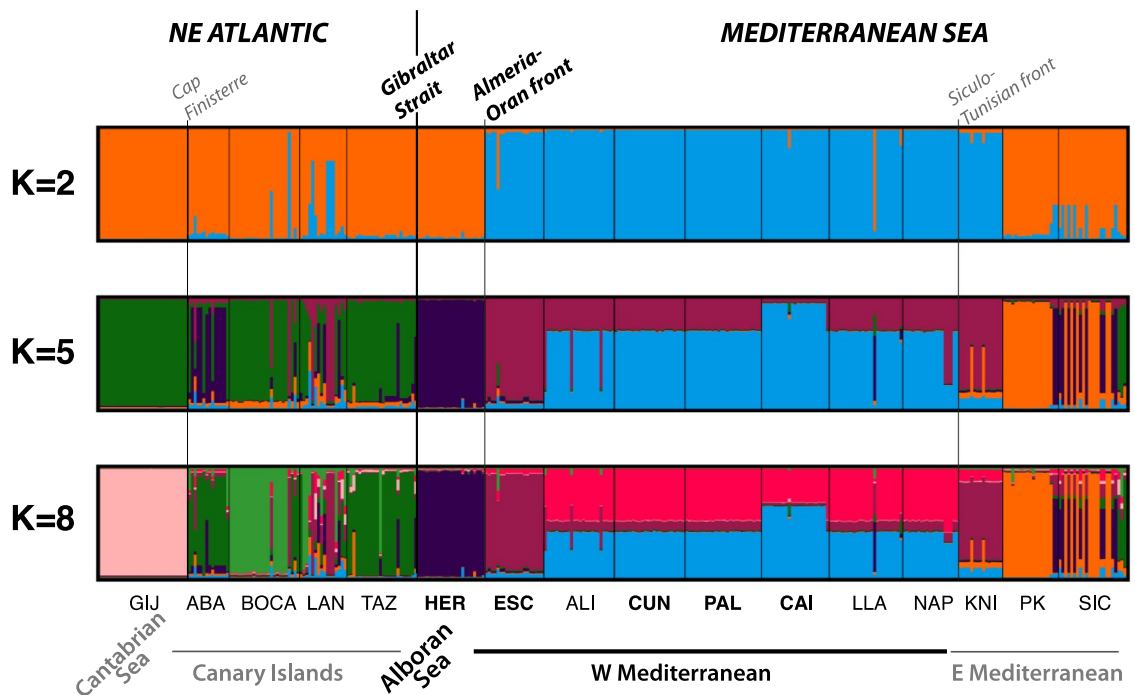 NE ATLANTIC
MEDITERRANEAN SEA
Cap
Finisterre
Gibraltar
Strait
Almeria-
Oran front
Siculo-
Tunisian front
K=2
K=5
K=8
GIJ ABA BOCA LAN TAZ HER ESC ALI CUN PAL CAI LLA NAP KNI PK SIC
Cantabrian
Sea
Canary Islands
Alboran
Sea
W Mediterranean
E Mediterranean